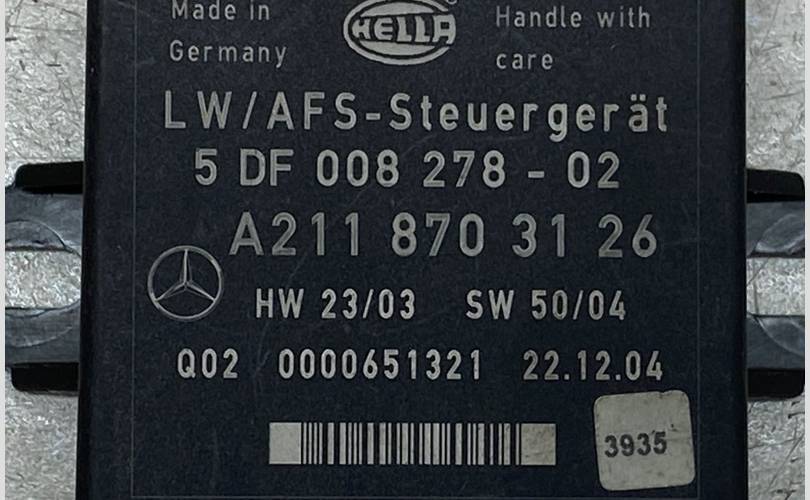 Made in
Germany
HELLA
Handle with
care
LW/AFS-Steuergerät
5 DF 008 278 - 02
A211 870 31 26
HW 23/03 SW 50/04
Q02 0000651321 22.12.04
3935